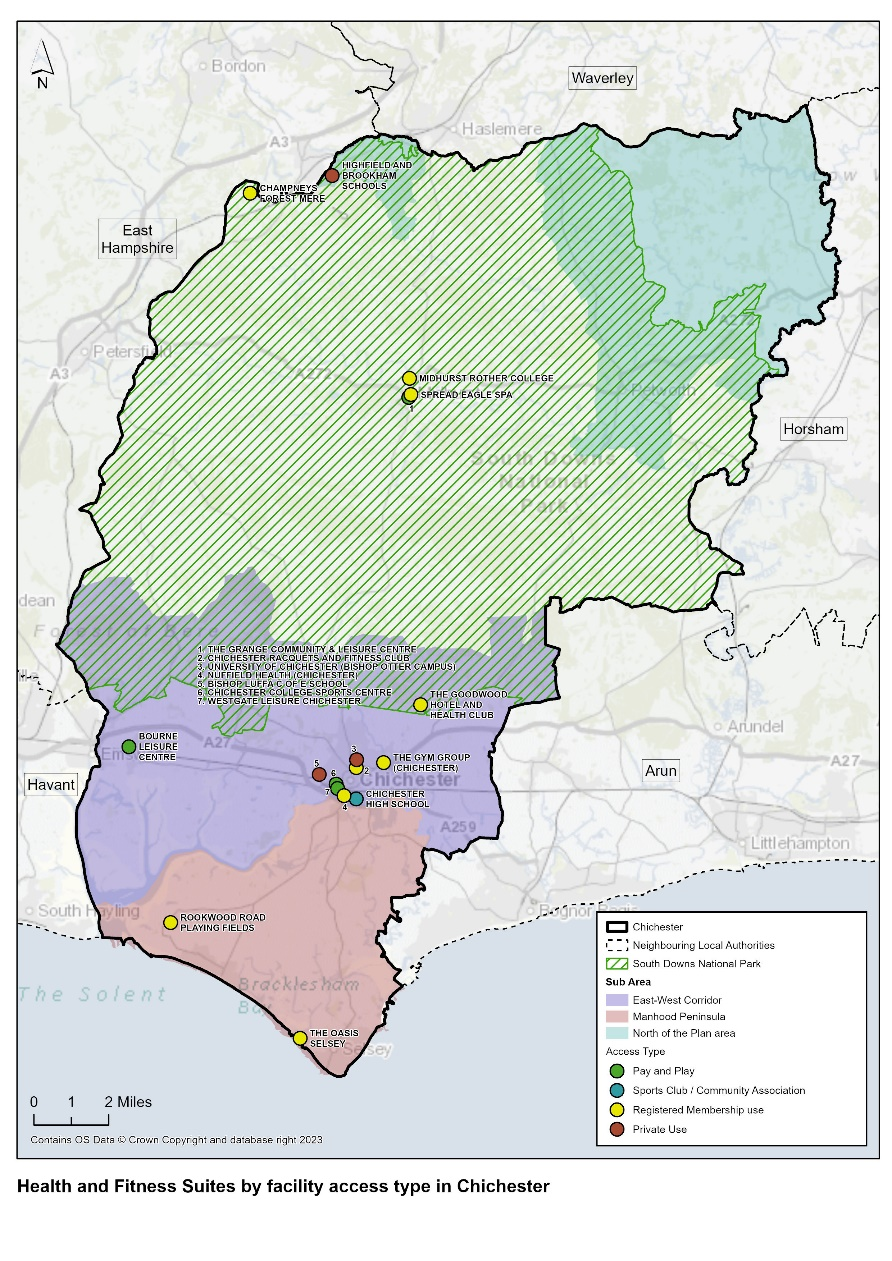 N
Bordon
Waverley
A3
Haslemere
HIGHFIELD AND
BROOKHAM
SCHOOLS
CHAMPNEYS
FOREST MERE
East
Hampshire
Petersfield
A3
A272
MIDHURST ROTHER COLLEGE
SPREAD EAGLE SPA
1
Petworth
Horsham
South Downs
National
ark
dean
1. THE GRANGE COMMUNITY & LEISURE CENTRE
2. CHICHESTER RACQUETS AND FITNESS CLUB
3. UNIVERSITY OF CHICHESTER (BISHOP OTTER CAMPUS)
4. NUFFIELD HEALTH (CHICHESTER)
5. BISHOP LUFFA C OF E SCHOOL
6. CHICHESTER COLLEGE SPORTS CENTRE
7. WESTGATE LEISURE CHICHESTER
THE GOODWOOD
HOTEL AND
HEALTH CLUB
BOURNE
LEISURE
CENTRE
A27
Arundel
3
THE GYM GROUP
(CHICHESTER)
2
5
6
Chichester
7
4
CHICHESTER
HIGH SCHOOL
Havant
Arun
A27
A259
Littlehampton
South Hayling
ROOKWOOD ROAD
PLAYING FIELDS
Bognor Regis
The Solent
Bracklesham
Bay
THE OASIS
SELSEY
Selsey
Chichester
Neighbouring Local Authorities
South Downs National Park
Sub Area
East-West Corridor
Manhood Peninsula
North of the Plan area
Access Type
Pay and Play
Sports Club / Community Association
Registered Membership use
Private Use
0 1 2 Miles
Contains OS Data © Crown Copyright and database right 2023
Health and Fitness Suites by facility access type in Chichester